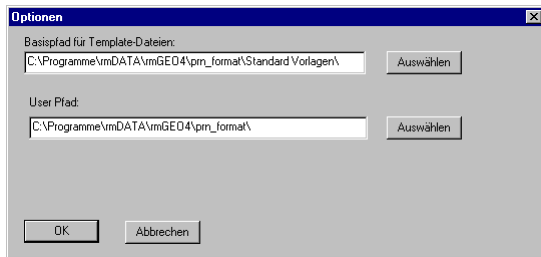 Optionen
Basispfad für Template-Dateien:
C:\Programme\rmDATA\rmGEO4\prn_format\Standard Vorlagen\
Auswählen
User Pfad:
C:\Programme\rmDATA\rmGEO4\prn_format\
Auswählen
OK
Abbrechen